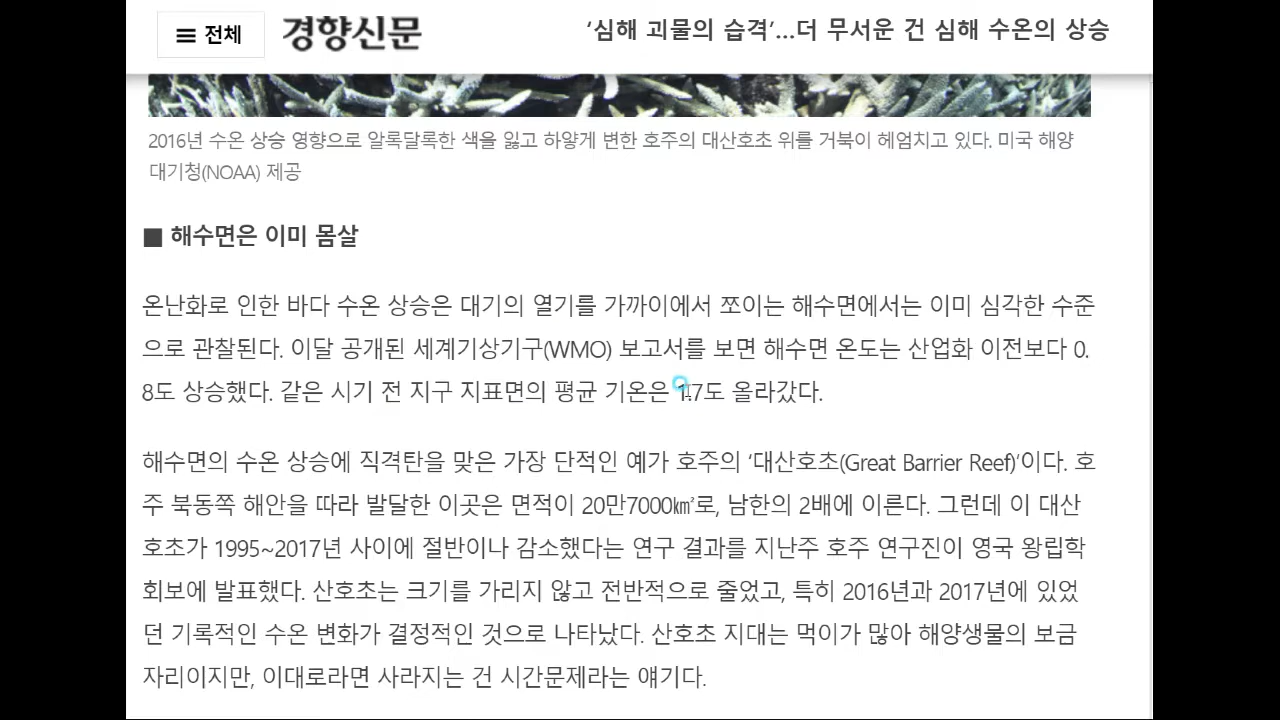 전체
경향신문
‘심해 괴물의 습격’...더 무서운 건 심해 수온의 상승
2016년 수온 상승 영향으로 알록달록한 색을 잃고 하얗게 변한 호주의 대산호초 위를 거북이 헤엄치고 있다. 미국 해양
대기청(NOAA) 제공
■ 해수면은 이미 몸살
온난화로 인한 바다 수온 상승은 대기의 열기를 가까이에서 쪼이는 해수면에서는 이미 심각한 수준
으로 관찰된다. 이달 공개된 세계기상기구(WMO) 보고서를 보면 해수면 온도는 산업화 이전보다 0.
8도 상승했다. 같은 시기 전 지구 지표면의 평균 기온은 1.7도 올라갔다.
해수면의 수온 상승에 직격탄을 맞은 가장 단적인 예가 호주의 ‘대산호초(Great Barrier Reef)’이다. 호
주 북동쪽 해안을 따라 발달한 이곳은 면적이 20만7000㎢로, 남한의 2배에 이른다. 그런데 이 대산
호초가 1995~2017년 사이에 절반이나 감소했다는 연구 결과를 지난주 호주 연구진이 영국 왕립학
회보에 발표했다. 산호초는 크기를 가리지 않고 전반적으로 줄었고, 특히 2016년과 2017년에 있었
던 기록적인 수온 변화가 결정적인 것으로 나타났다. 산호초 지대는 먹이가 많아 해양생물의 보금
자리이지만, 이대로라면 사라지는 건 시간문제라는 얘기다.